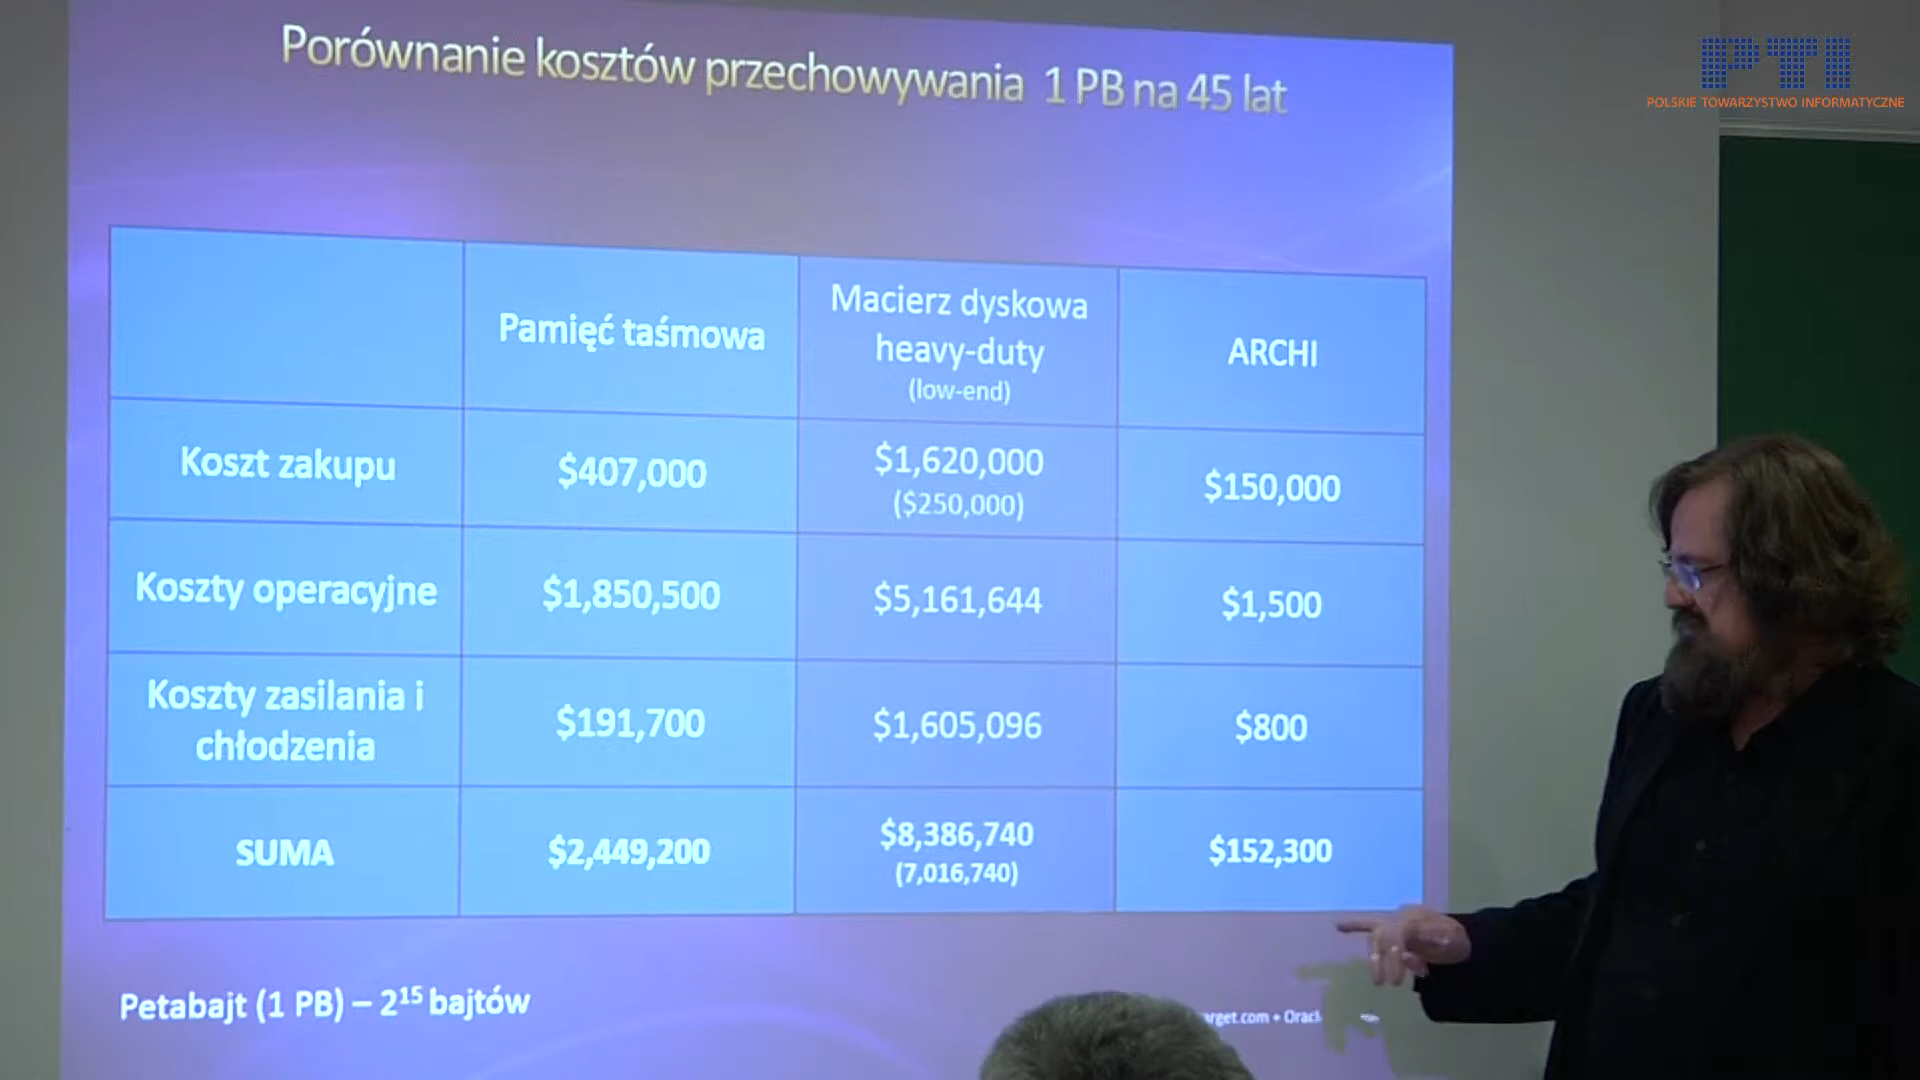 Porównanie kosztów przechowywania 1 PB na 45 lat
PTI
POLSKIE TOWARZYSTWO INFORMATYCZNE
Pamięć taśmowa
Macierz dyskowa
heavy-duty
(low-end)
ARCHI
Koszt zakupu
$407,000
$1,620,000
($250,000)
$150,000
Koszty operacyjne
$1,850,500
$5,161,644
$1,500
Koszty zasilania i
chłodzenia
$191,700
$1,605,096
$800
SUMA
$2,449,200
$8,386,740
(7,016,740)
$152,300
Petabajt (1 PB) – 2¹⁵ bajtów